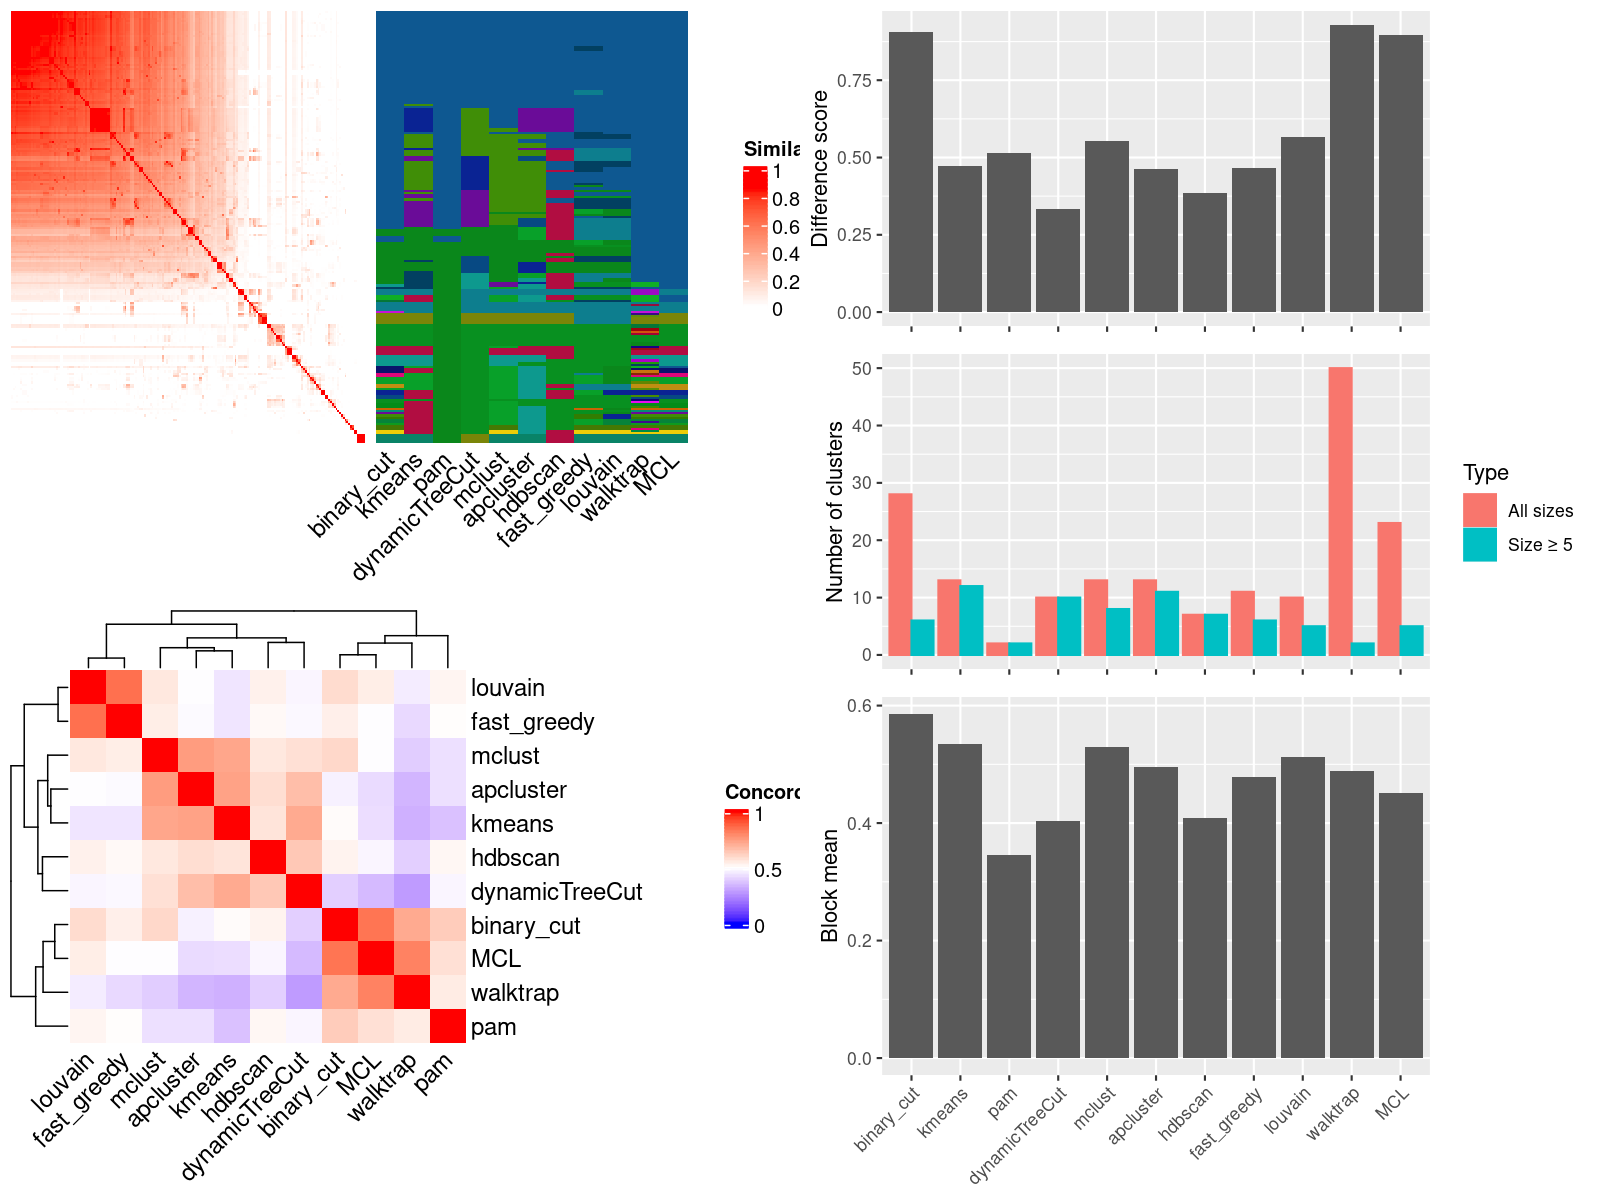 Simila
1
0.8
0.6
0.4
0.2
0
binary_cut
kmeans
pam
dynamicTreeCut
mclust
apcluster
hdbscan
fast_greedy
louvain
walktrap
MCL
louvain
fast_greedy
mclust
apcluster
kmeans
hdbscan
dynamicTreeCut
binary_cut
MCL
walktrap
pam
louvain
fast_greedy
mclust
apcluster
kmeans
hdbscan
dynamicTreeCut
binary_cut
MCL
walktrap
pam
Concord
1
0.5
0
Difference score
0.75
0.50
0.25
0.00
Number of clusters
50
40
30
20
10
0
Type
All sizes
Size ≥ 5
Block mean
0.6
0.4
0.2
0.0
binary_cut
kmeans
pam
dynamicTreeCut
mclust
apcluster
hdbscan
fast_greedy
louvain
walktrap
MCL